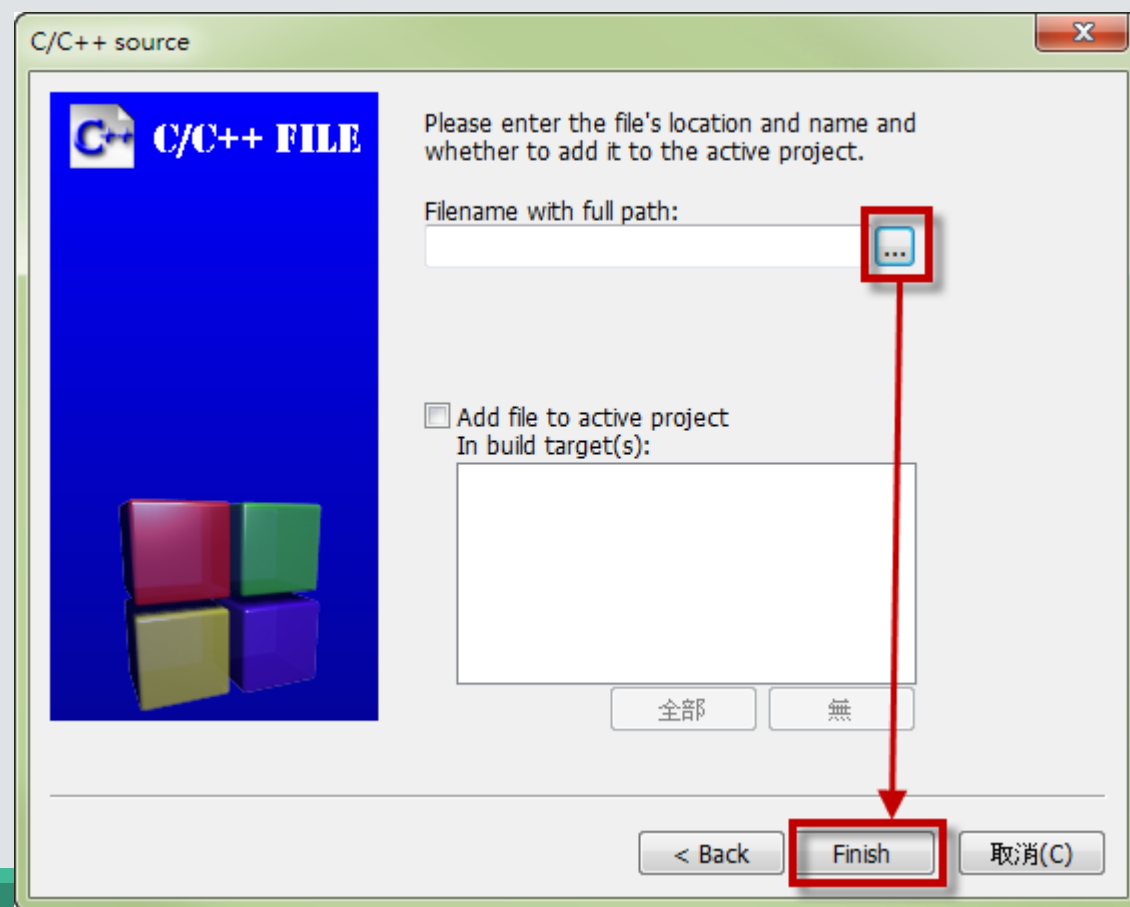 C/C++ source
C++ C/C++ FILE
Please enter the file's location and name and
whether to add it to the active project.
Filename with full path:
...
Add file to active project
In build target(s):
全部 無
< Back Finish 取消(C)